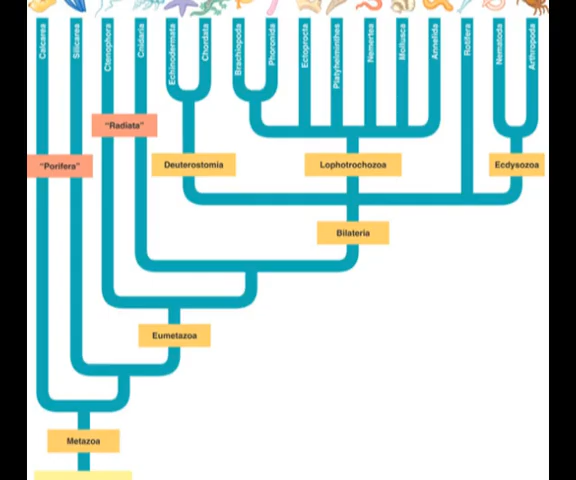 Calcarea
Silicarea
Ctenophora
Cnidaria
Echinodermata
Chordata
Brachiopoda
Phoronida
Ectoprocta
Platyhelminthes
Nemertea
Mollusca
Annelida
Rotifera
Nematoda
Arthropoda
"Radiata"
"Porifera"
Deuterostomia
Lophotrochozoa
Ecdysozoa
Bilateria
Eumetazoa
Metazoa